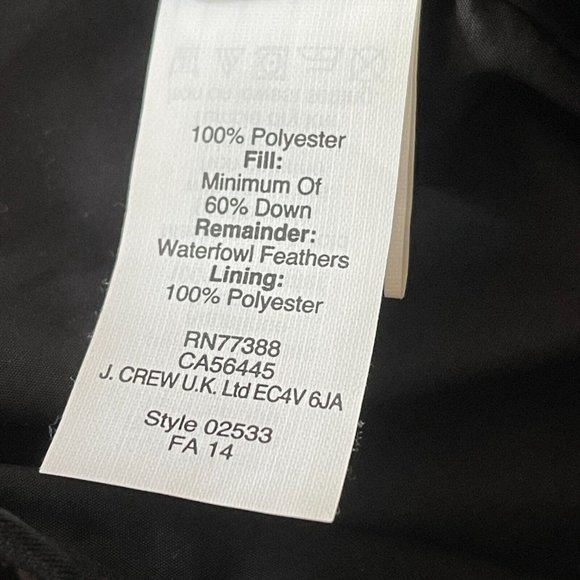 100% Polyester
Fill:
Minimum Of
60% Down
Remainder:
Waterfowl Feathers
Lining:
100% Polyester
RN77388
CA56445
J. CREW U.K. Ltd EC4V 6JA
Style 02533
FA 14